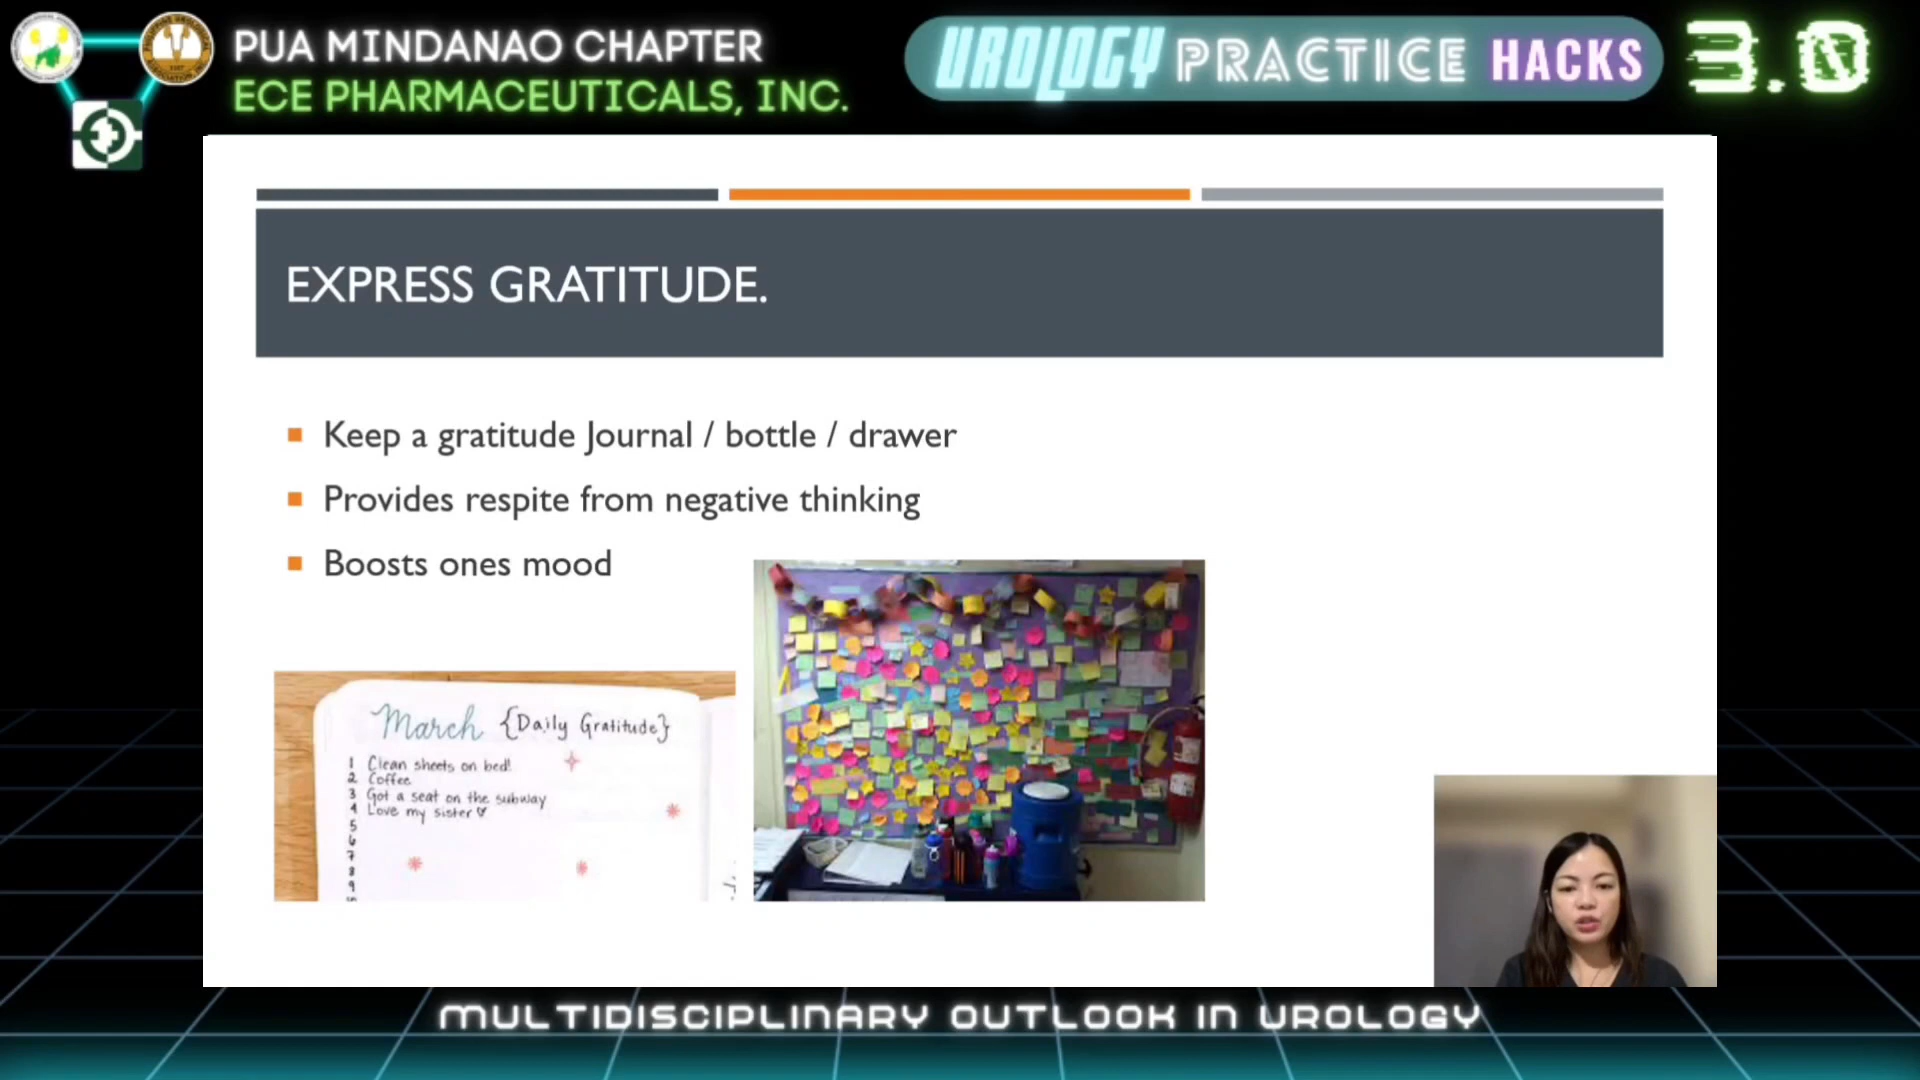 PUA MINDANAO CHAPTER
ECE PHARMACEUTICALS, INC.
UROLOGY PRACTICE HACKS 3.0
EXPRESS GRATITUDE.
Keep a gratitude Journal / bottle / drawer
Provides respite from negative thinking
Boosts ones mood
March {Daily Gratitude}
1 Clean sheets on bed!
2 Coffee
3 Got a seat on the subway
4 Love my sister
5
6
7
8
9
MULTIDISCIPLINARY OUTLOOK IN UROLOGY